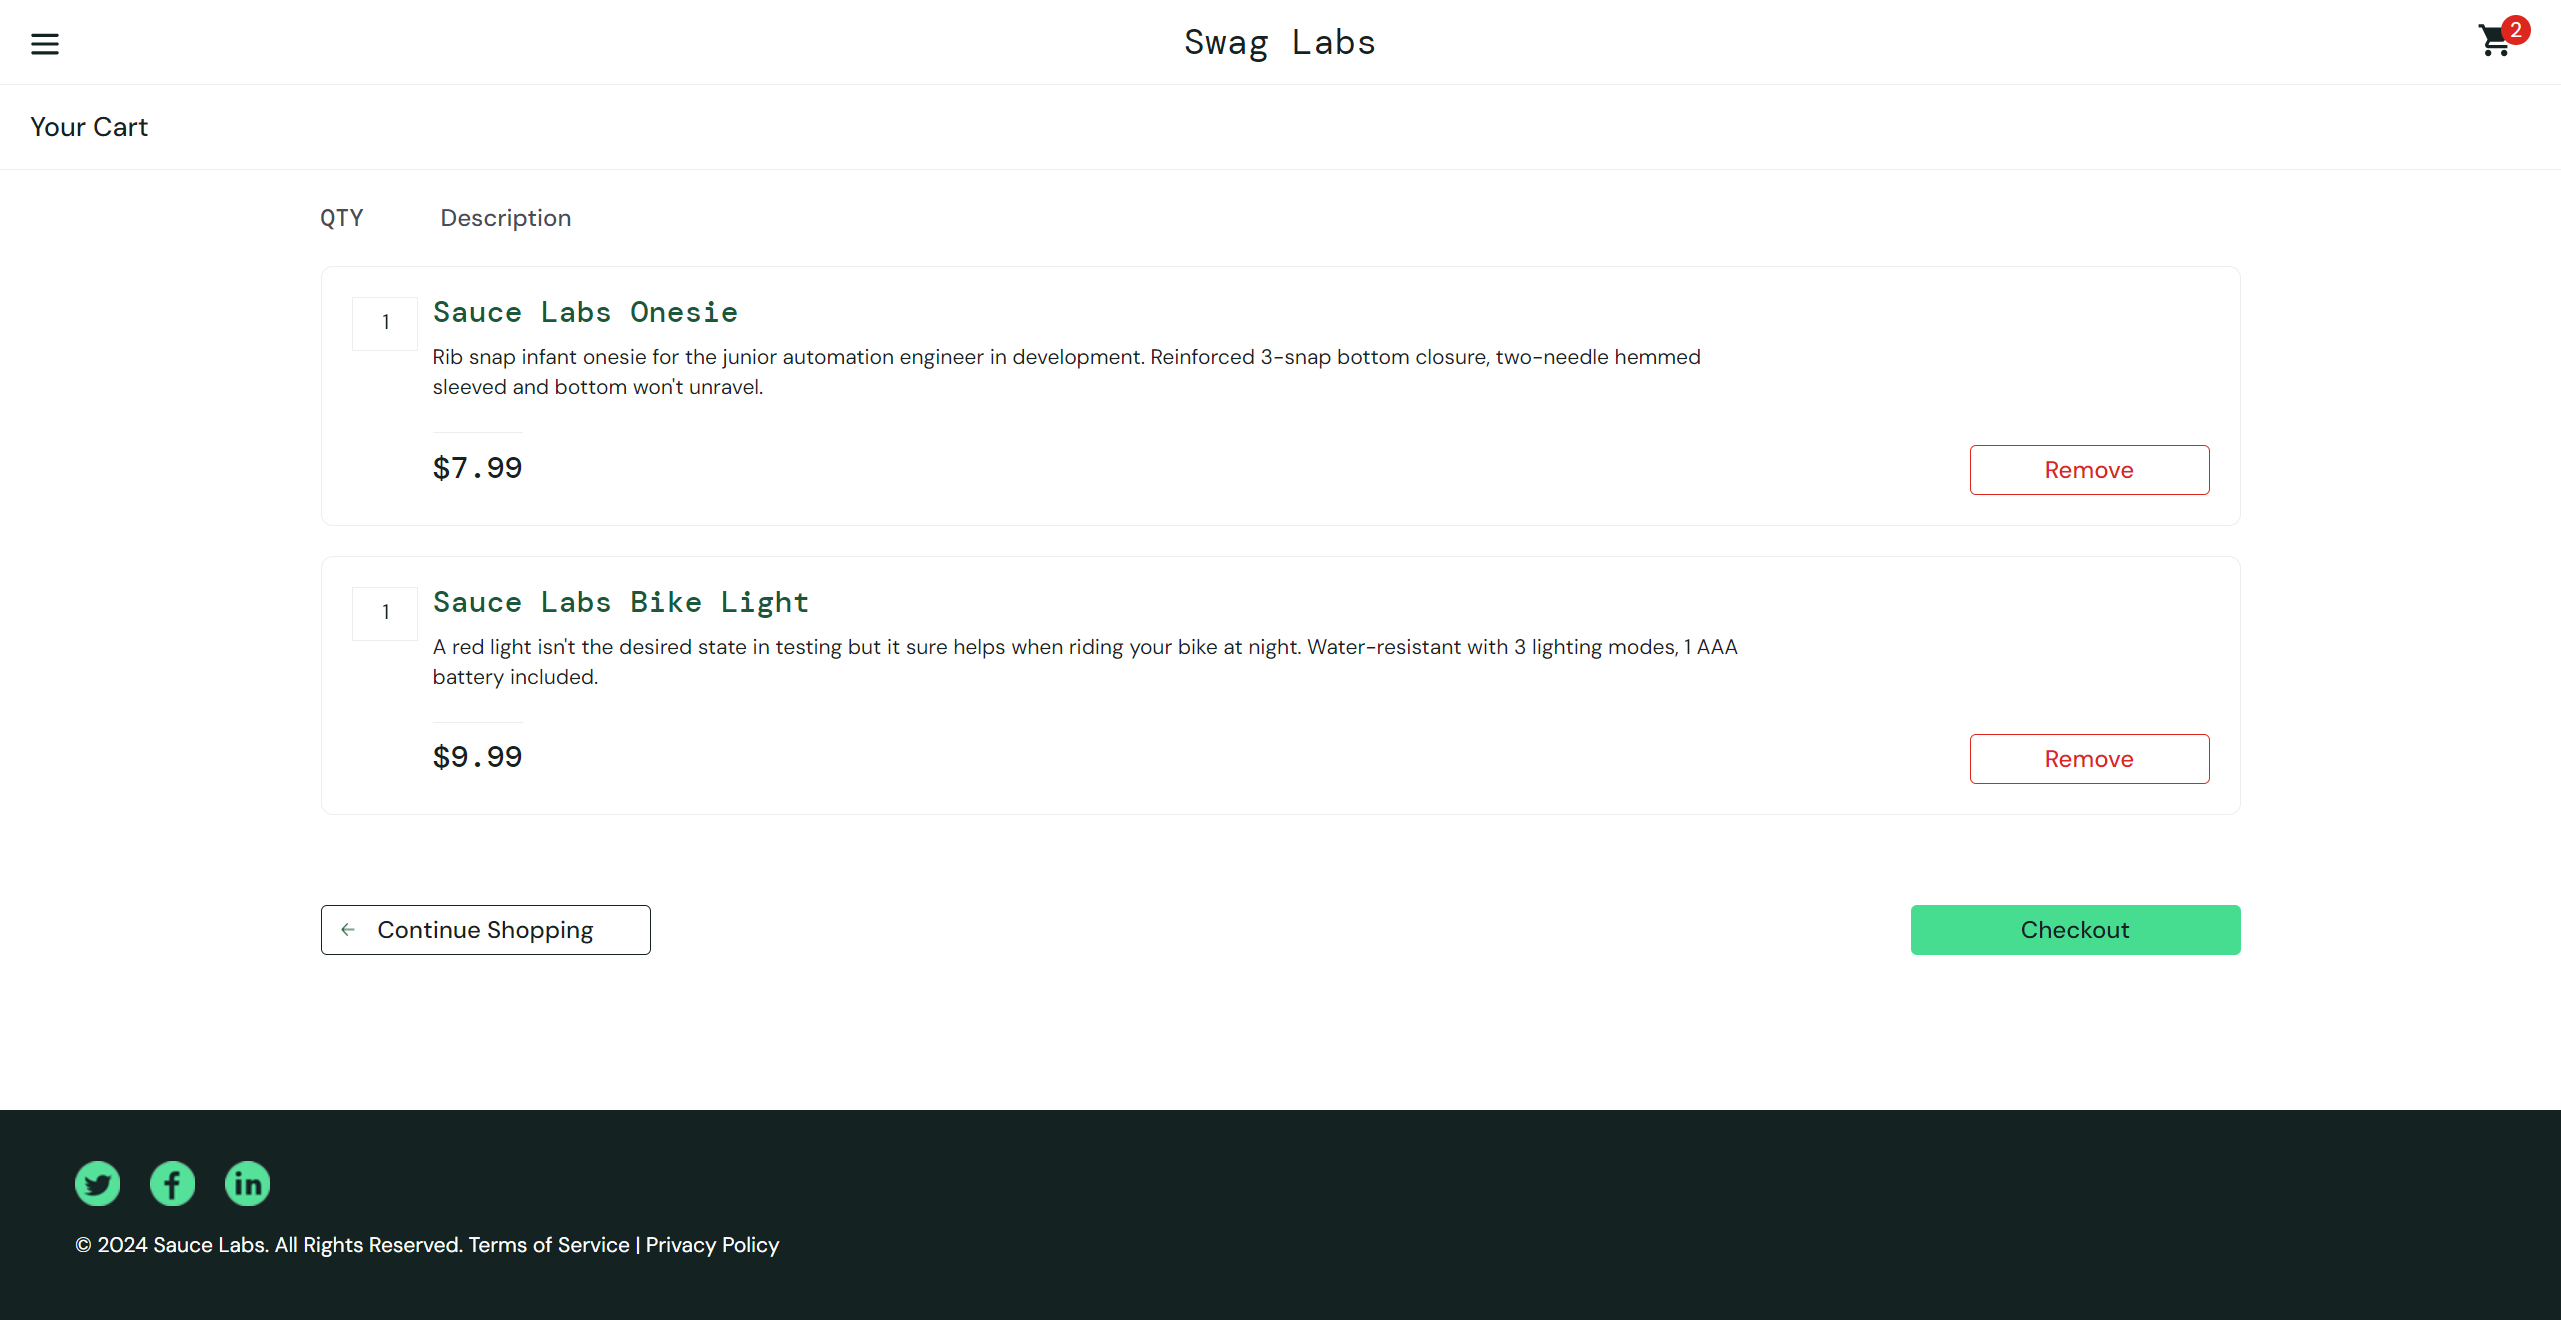 Swag Labs
2
Your Cart
QTY Description
1
Sauce Labs Onesie
Rib snap infant onesie for the junior automation engineer in development. Reinforced 3-snap bottom closure, two-needle hemmed
sleeved and bottom won't unravel.
$7.99
Remove
1
Sauce Labs Bike Light
A red light isn't the desired state in testing but it sure helps when riding your bike at night. Water-resistant with 3 lighting modes, 1 AAA
battery included.
$9.99
Remove
Continue Shopping
Checkout
© 2024 Sauce Labs. All Rights Reserved. Terms of Service | Privacy Policy